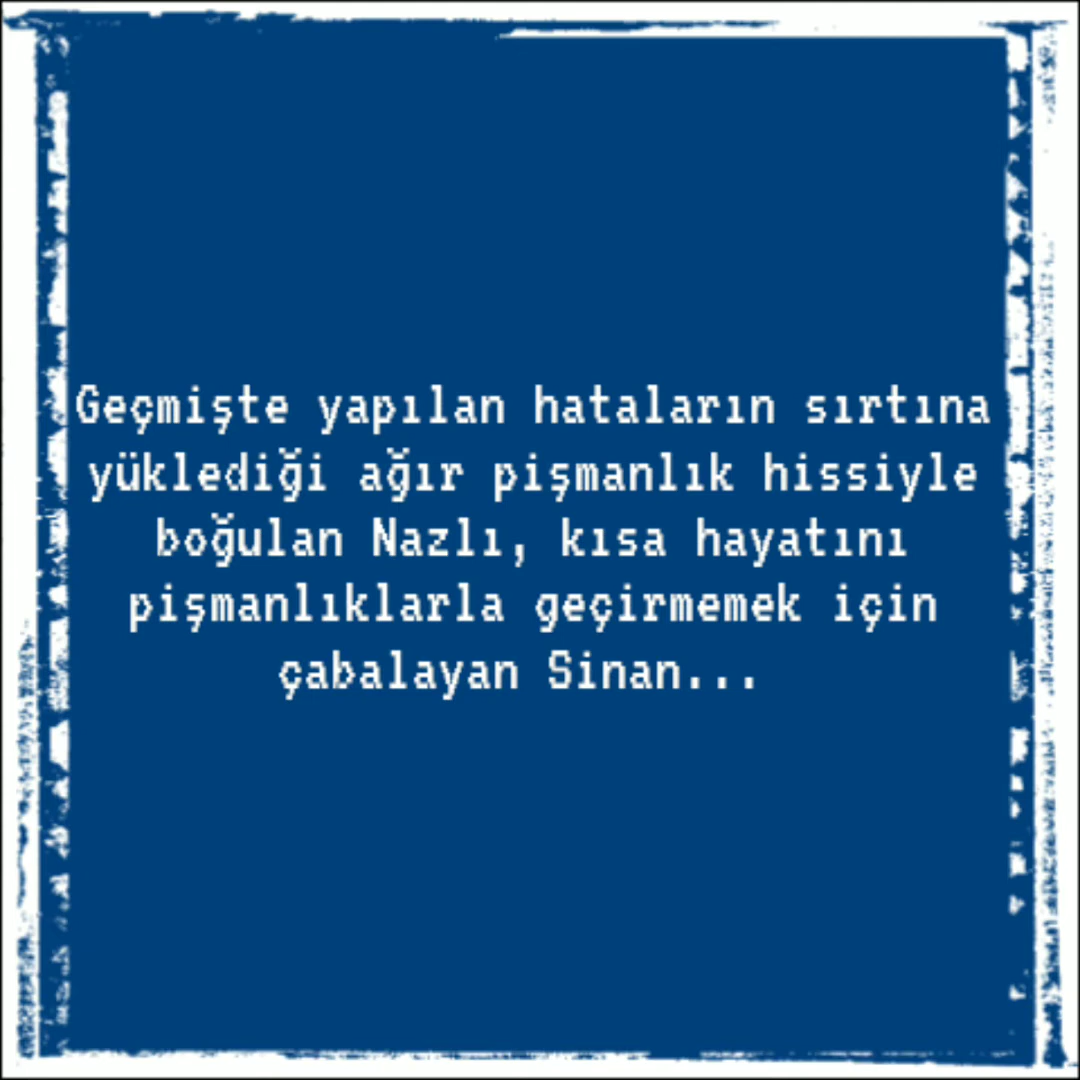 Geçmişte yapılan hataların sırtına
yüklediği ağır pişmanlık hissiyle
boğulan Nazlı, kısa hayatını
pişmanlıklarla geçirmemek için
çabalayan Sinan...